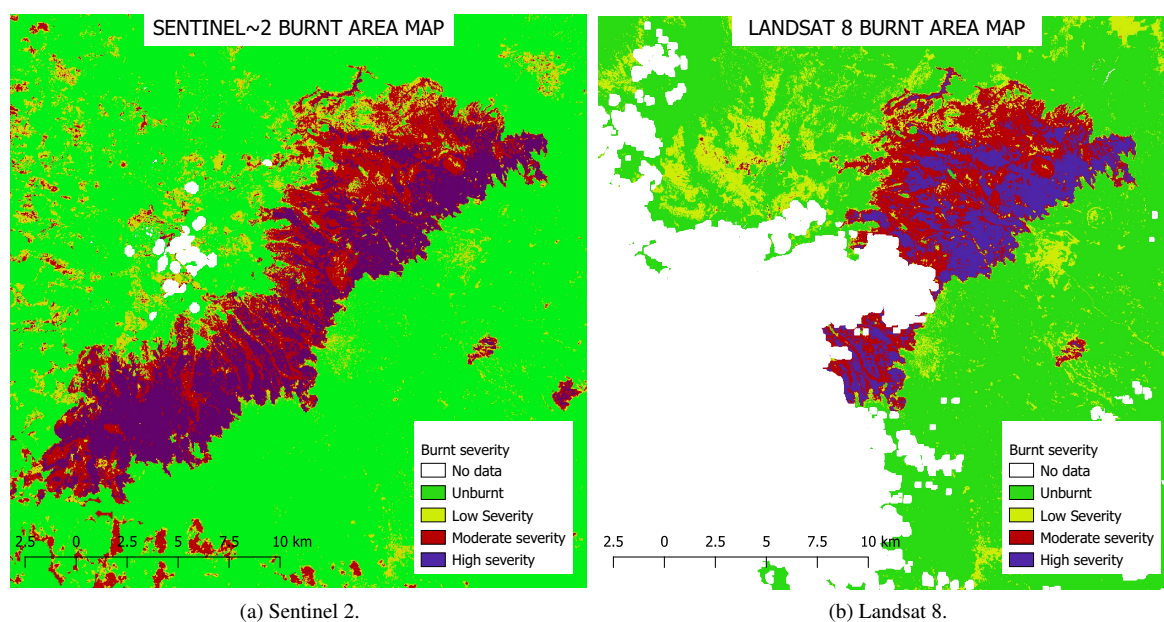 SENTINEL~2 BURNT AREA MAP
Burnt severity
No data
Unburnt
Low Severity
Moderate severity
High severity
2.5 0 2.5 5 7.5 10 km
(a) Sentinel 2.
LANDSAT 8 BURNT AREA MAP
Burnt severity
No data
Unburnt
Low Severity
Moderate severity
High severity
2.5 0 2.5 5 7.5 10 km
(b) Landsat 8.